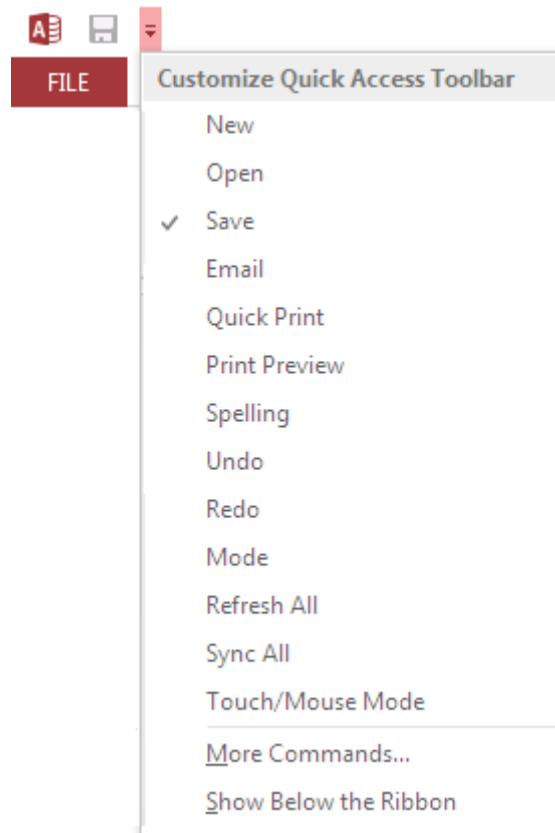 A
FILE
Customize Quick Access Toolbar
New
Open
✓ Save
Email
Quick Print
Print Preview
Spelling
Undo
Redo
Mode
Refresh All
Sync All
Touch/Mouse Mode
More Commands...
Show Below the Ribbon